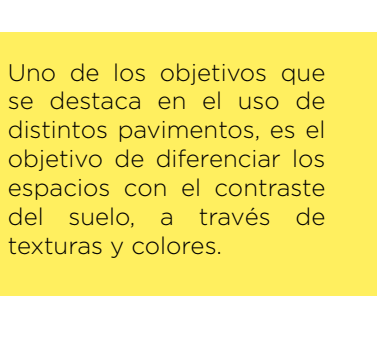 Uno de los objetivos que
se destaca en el uso de
distintos pavimentos, es el
objetivo de diferenciar los
espacios con el contraste
del suelo, a través de
texturas y colores.